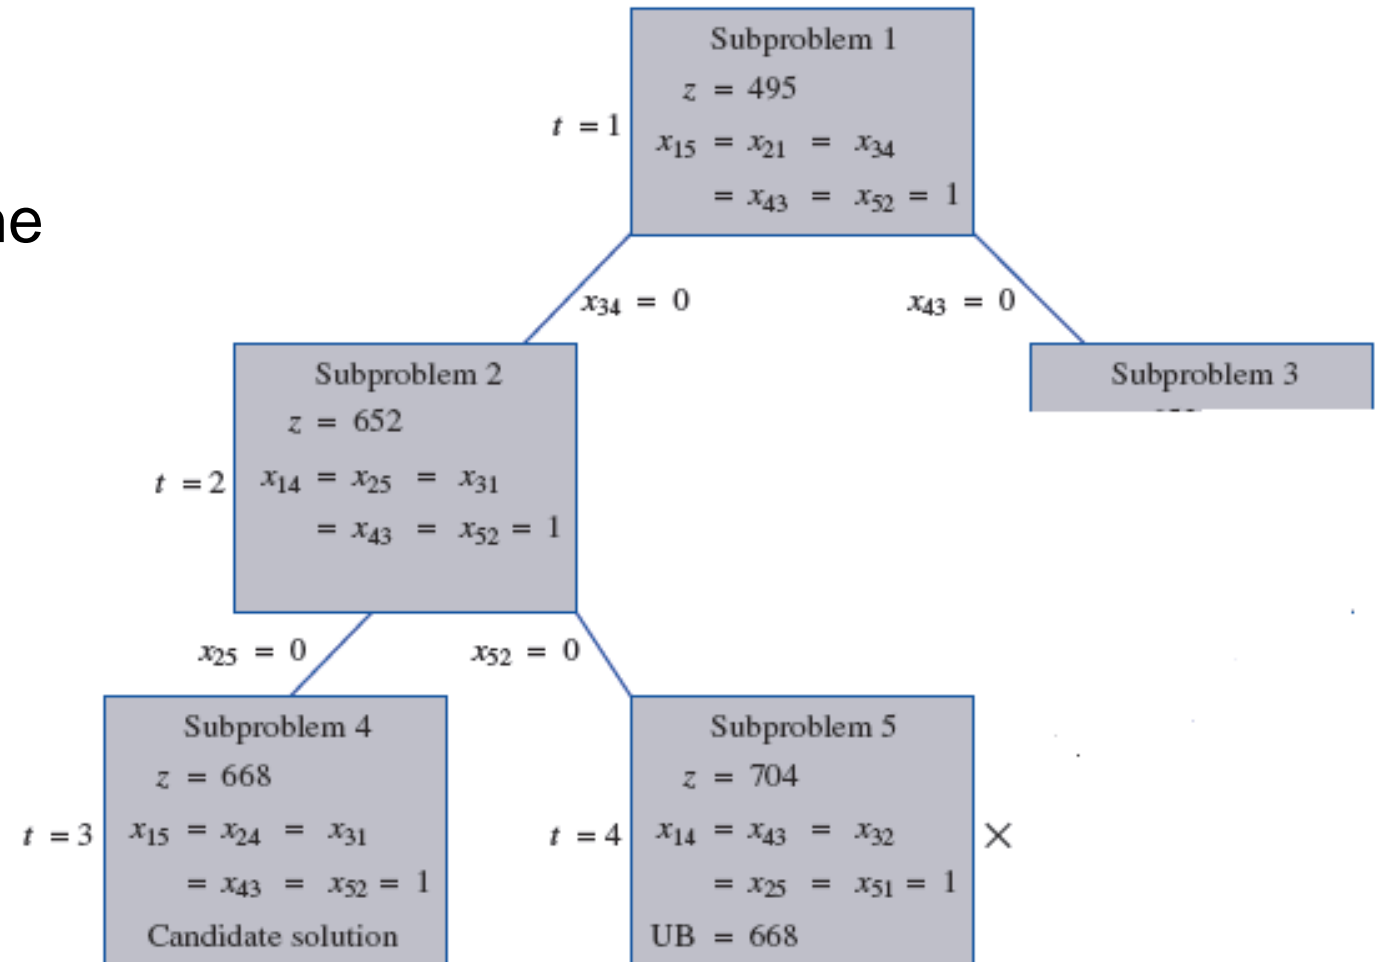 ne
Subproblem 1
z = 495
t = 1
x15 = x21 = x34
= x43 = x52 = 1
x34 = 0
x43 = 0
Subproblem 2
z = 652
t = 2
x14 = x25 = x31
= x43 = x52 = 1
Subproblem 3
x25 = 0
x52 = 0
Subproblem 4
z = 668
t = 3
x15 = x24 = x31
= x43 = x52 = 1
Candidate solution
Subproblem 5
z = 704
t = 4
x14 = x43 = x32
= x25 = x51 = 1
UB = 668
×